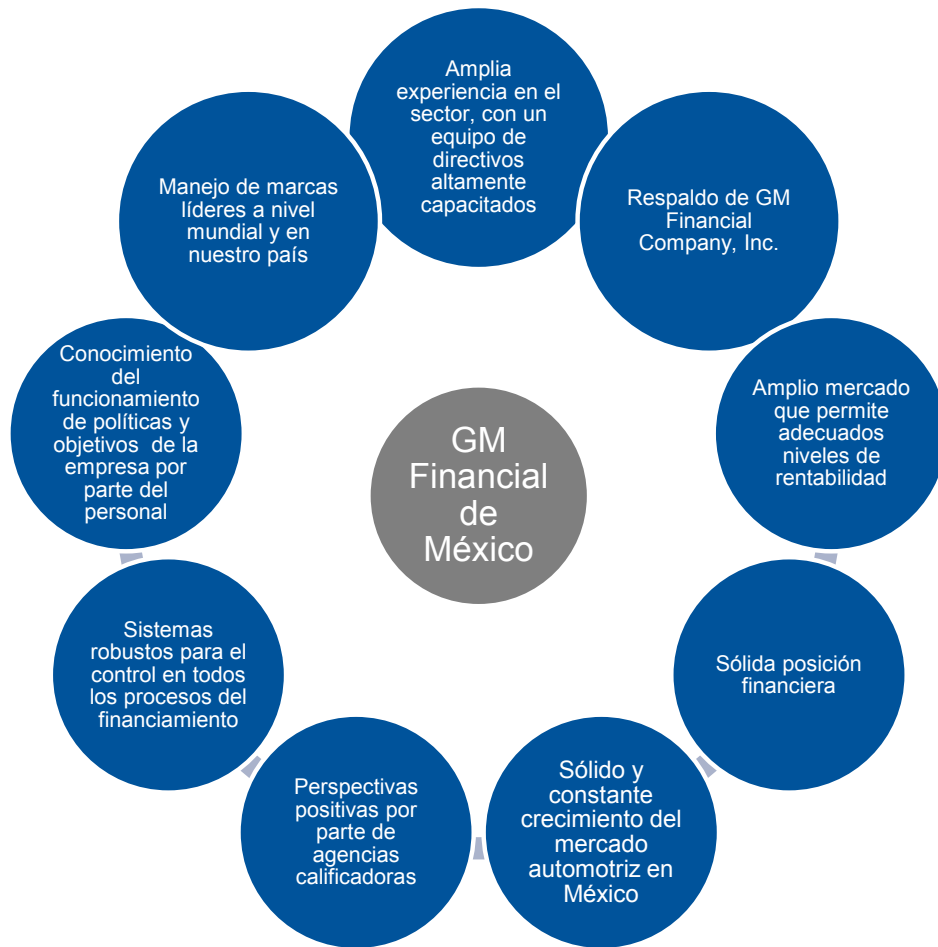 Amplia
experiencia en el
sector, con un
equipo de
directivos
altamente
capacitados
Respaldo de GM
Financial
Company, Inc.
Amplio mercado
que permite
adecuados
niveles de
rentabilidad
Sólida posición
financiera
Sólido y
constante
crecimiento del
mercado
automotriz en
México
Perspectivas
positivas por
parte de
agencias
calificadoras
Sistemas
robustos para el
control en todos
los procesos del
financiamiento
Conocimiento
del
funcionamiento
de políticas y
objetivos de la
empresa por
parte del
personal
Manejo de marcas
líderes a nivel
mundial y en
nuestro país
GM
Financial
de
México